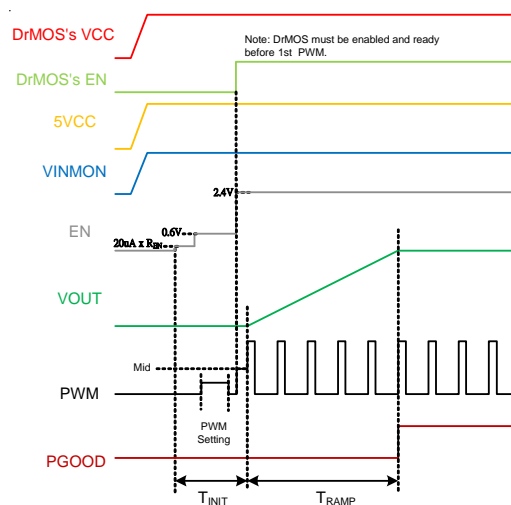 DrMOS's VCC
Note: DrMOS must be enabled and ready
before 1st PWM.
DrMOS's EN
5VCC
VINMON
2.4V
EN
0.6V
20uA x REN
VOUT
Mid
PWM
PWM
Setting
PGOOD
TINIT
TRAMP